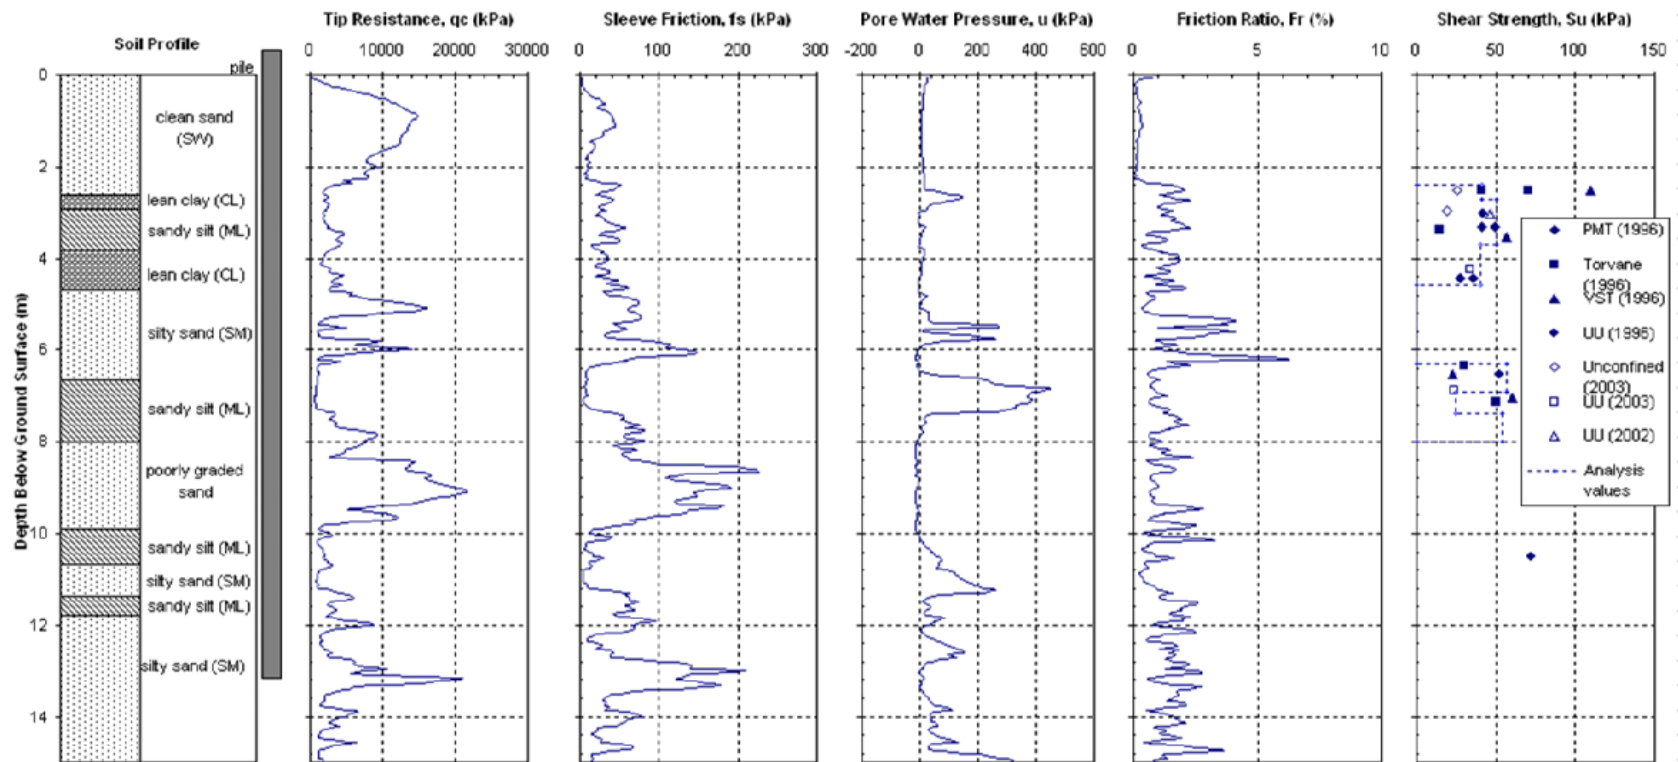 Tip Resistance, qc (kPa)
Sleeve Friction, fs (kPa)
Pore Water Pressure, u (kPa)
Friction Ratio, Fr (%)
Shear Strength, Su (kPa)
Soil Profile
0 10000 20000 30000
0 100 200 300
-200 0 200 400 600
0 5 10
0 50 100 150
pile
Depth Below Ground Surface (m)
0
2
4
6
8
10
12
14
clean sand
(SW)
lean clay (CL)
sandy silt (ML)
lean clay (CL)
silty sand (SM)
sandy silt (ML)
poorly graded
sand
sandy silt (ML)
silty sand (SM)
sandy silt (ML)
silty sand (SM)
PMT (1996)
Torvane
(1996)
VST (1996)
UU (1996)
Unconfined
(2003)
UU (2003)
UU (2002)
Analysis
values